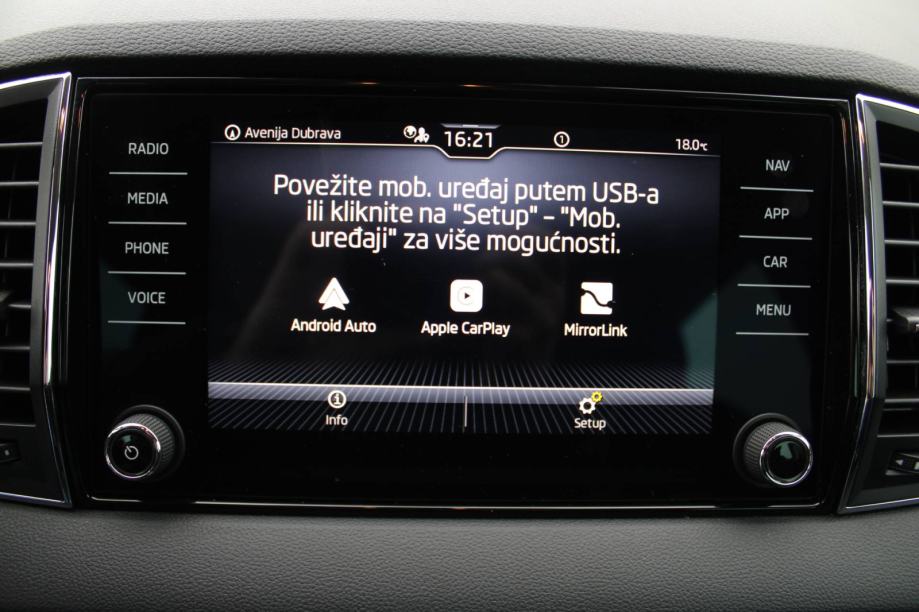 RADIO
MEDIA
PHONE
VOICE
Avenija Dubrava
16:21
1
18.0°C
Povežite mob. uređaj putem USB-a
ili kliknite na "Setup" – "Mob.
uređaji" za više mogućnosti.
Android Auto
Apple CarPlay
MirrorLink
Info
Setup
NAV
APP
CAR
MENU